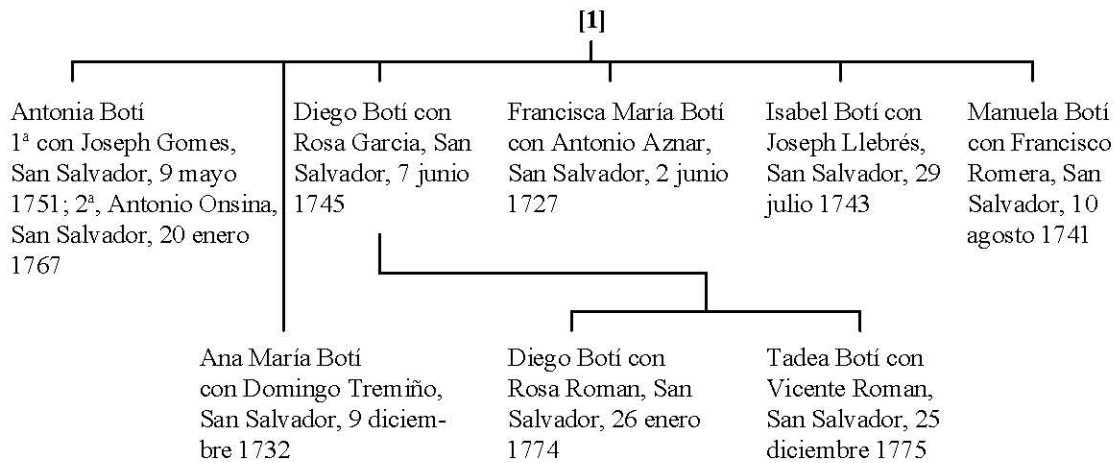 [1]
Antonia Botí
1ª con Joseph Gomes,
San Salvador, 9 mayo
1751; 2ª, Antonio Onsina,
San Salvador, 20 enero
1767
Diego Botí con
Rosa Garcia, San
Salvador, 7 junio
1745
Francisca María Botí
con Antonio Aznar,
San Salvador, 2 junio
1727
Isabel Botí con
Joseph Llebrés,
San Salvador, 29
julio 1743
Manuela Botí
con Francisco
Romera, San
Salvador, 10
agosto 1741
Ana María Botí
con Domingo Tremiño,
San Salvador, 9 diciem-
bre 1732
Diego Botí con
Rosa Roman, San
Salvador, 26 enero
1774
Tadea Botí con
Vicente Roman,
San Salvador, 25
diciembre 1775